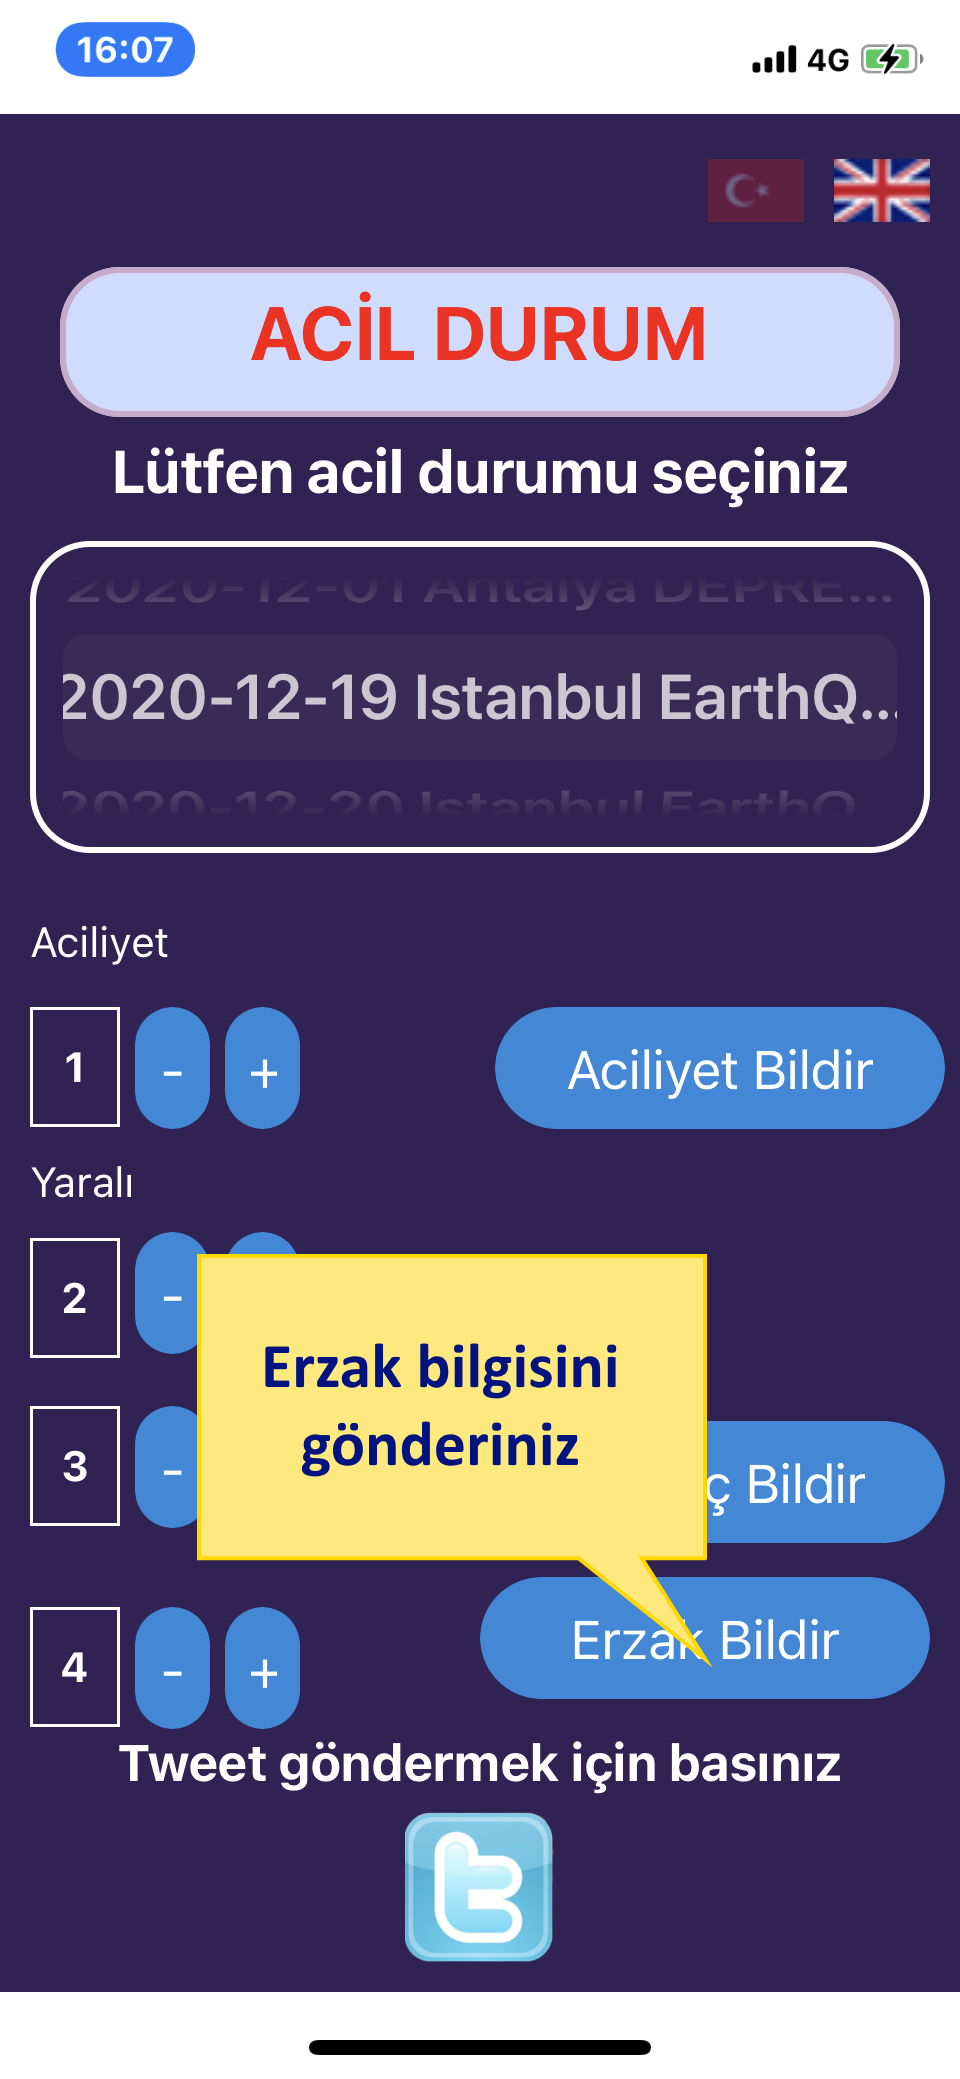 16:07
4G
ACİL DURUM
Lütfen acil durumu seçiniz
2020-12-01 Antalya DEPRE...
2020-12-19 Istanbul EarthQ...
2020-12-20 Istanbul EarthQ
Aciliyet
1 - + Aciliyet Bildir
Yaralı
2 -
Erzak bilgisini
gönderiniz
3 - ç Bildir
Erzak Bildir
4 - +
Tweet göndermek için basınız